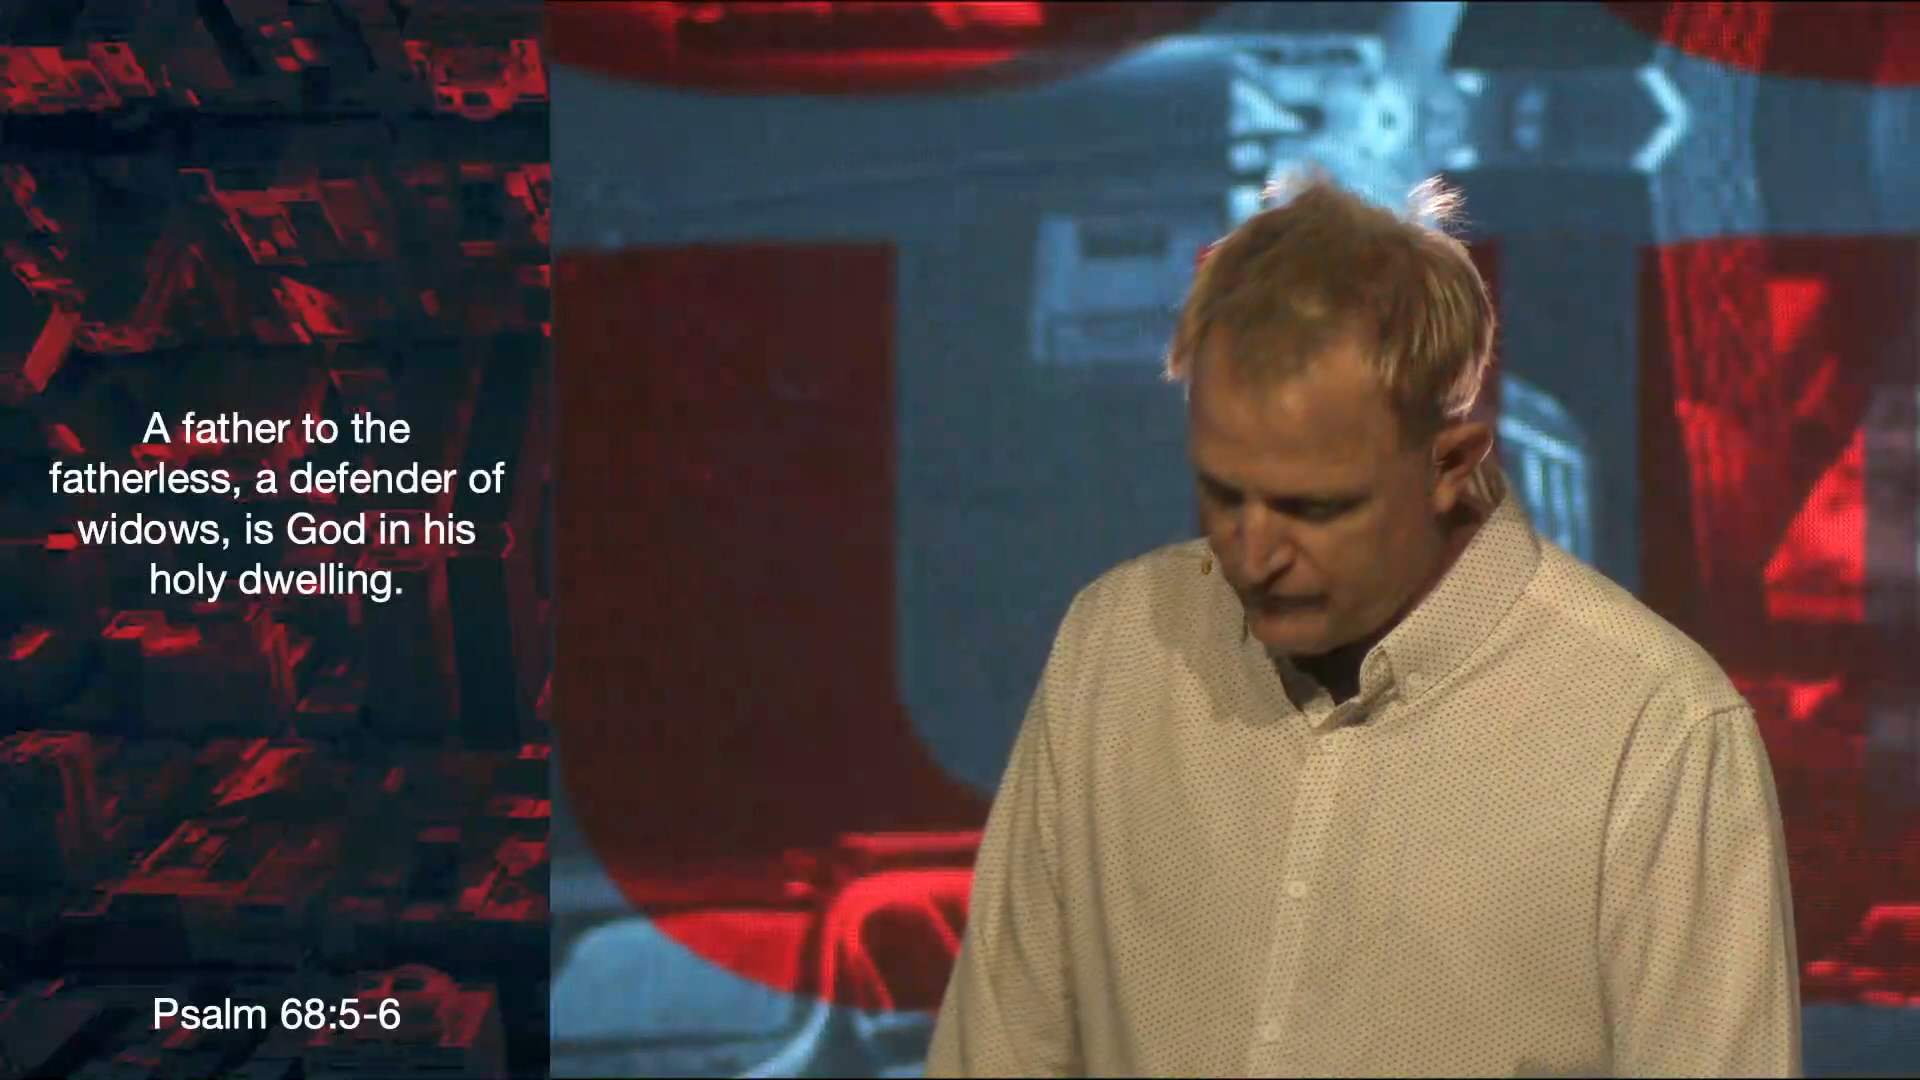 A father to the
fatherless, a defender of
widows, is God in his
holy dwelling.
Psalm 68:5-6